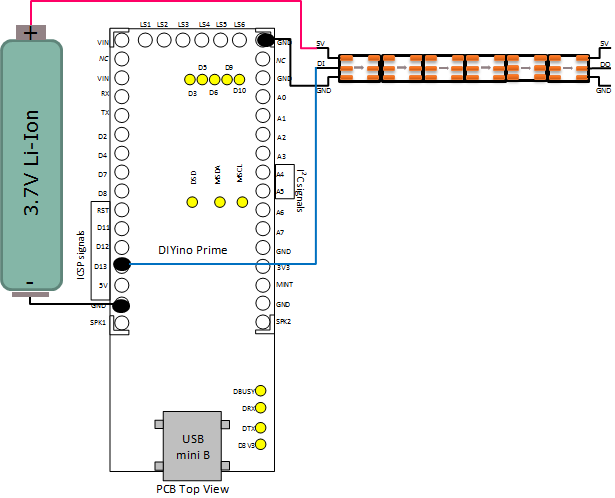 +
3.7V Li-Ion
-
LS1 LS2 LS3 LS4 LS5 LS6
VIN
NC
VIN
RX
TX
D2
D4
D7
D8
RST
D11
D12
D13
5V
GND
SPK1
ICSP signals
D5 D9
D3 D6 D10
DSD MSDA MSCL
DIYino Prime
GND
NC
GND
A0
A1
A2
A3
A4
A5
A6
A7
GND
3V3
MINT
GND
SPK2
I²C signals
5V
DI
GND
5V
DO
GND
DBUSY
DRX
DTX
D3V3
USB
mini B
PCB Top View